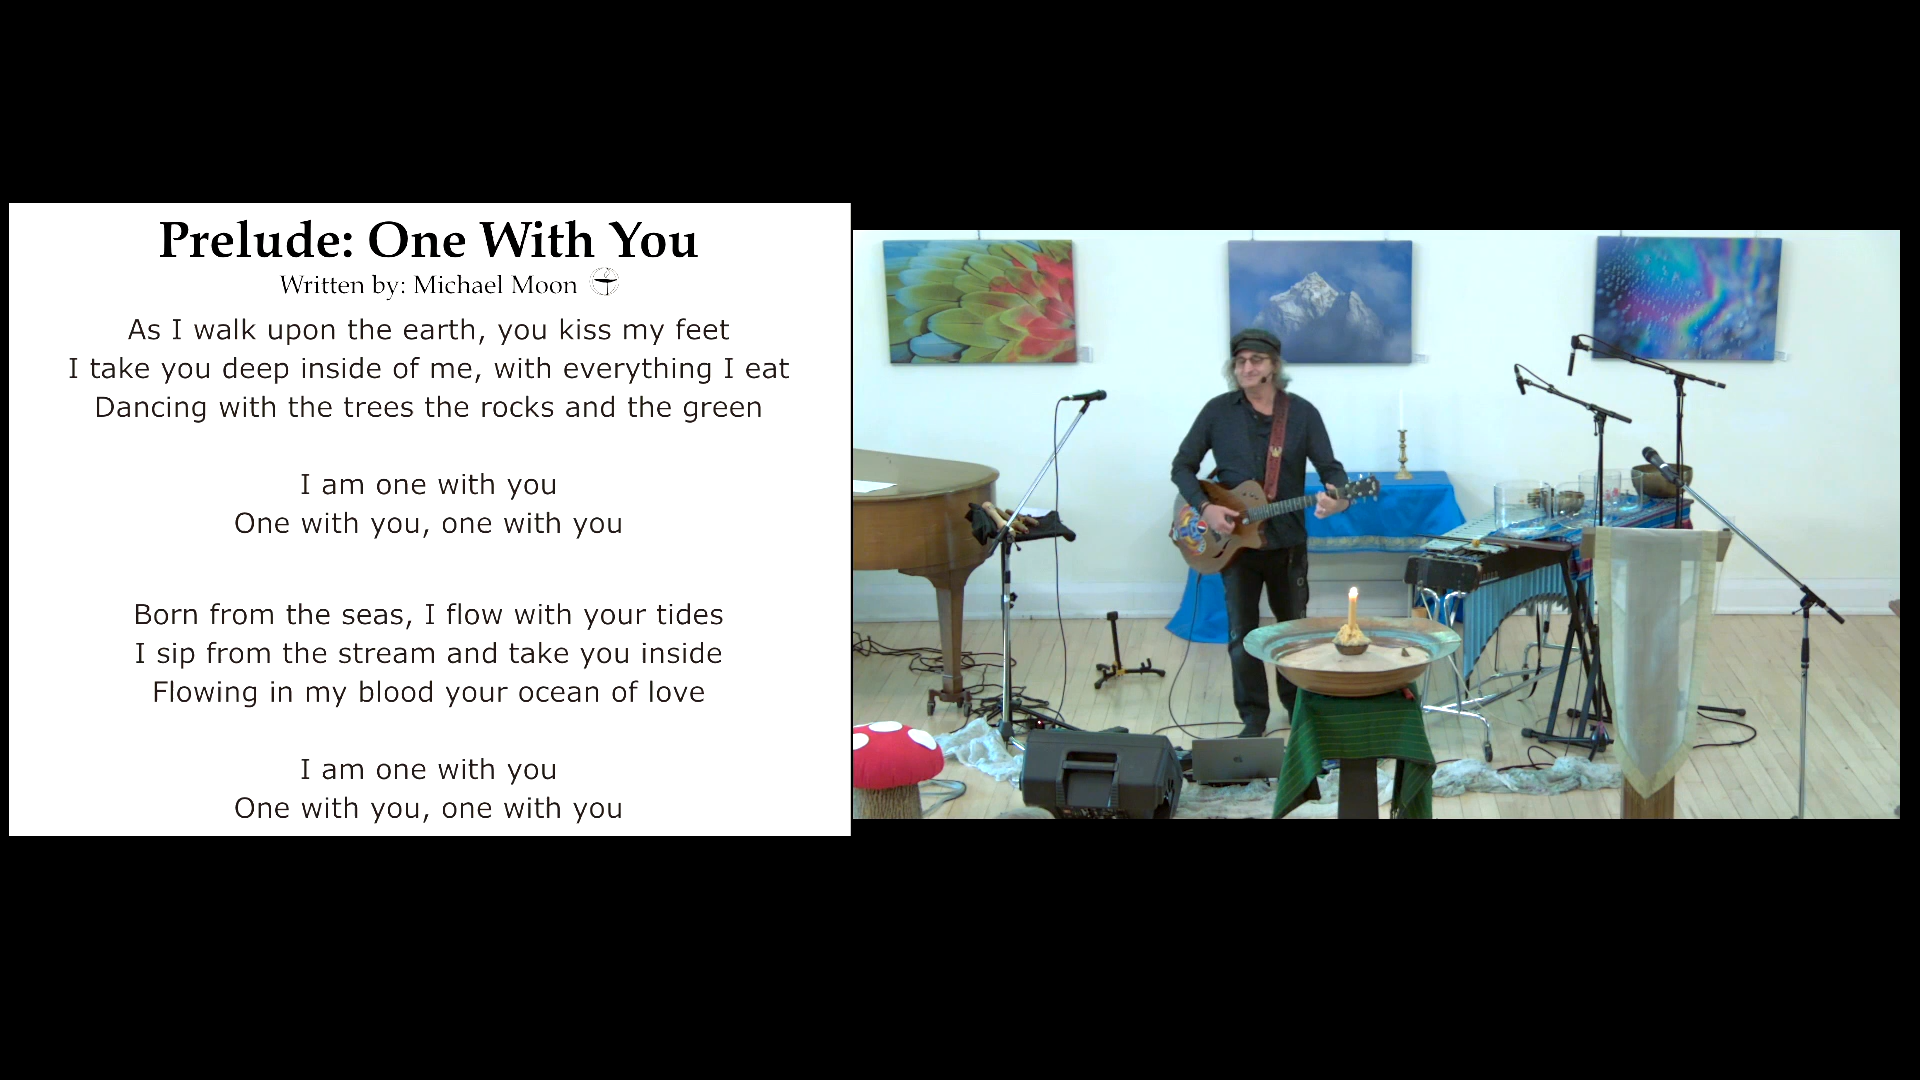 Prelude: One With You
Written by: Michael Moon
As I walk upon the earth, you kiss my feet
I take you deep inside of me, with everything I eat
Dancing with the trees the rocks and the green
I am one with you
One with you, one with you
Born from the seas, I flow with your tides
I sip from the stream and take you inside
Flowing in my blood your ocean of love
I am one with you
One with you, one with you